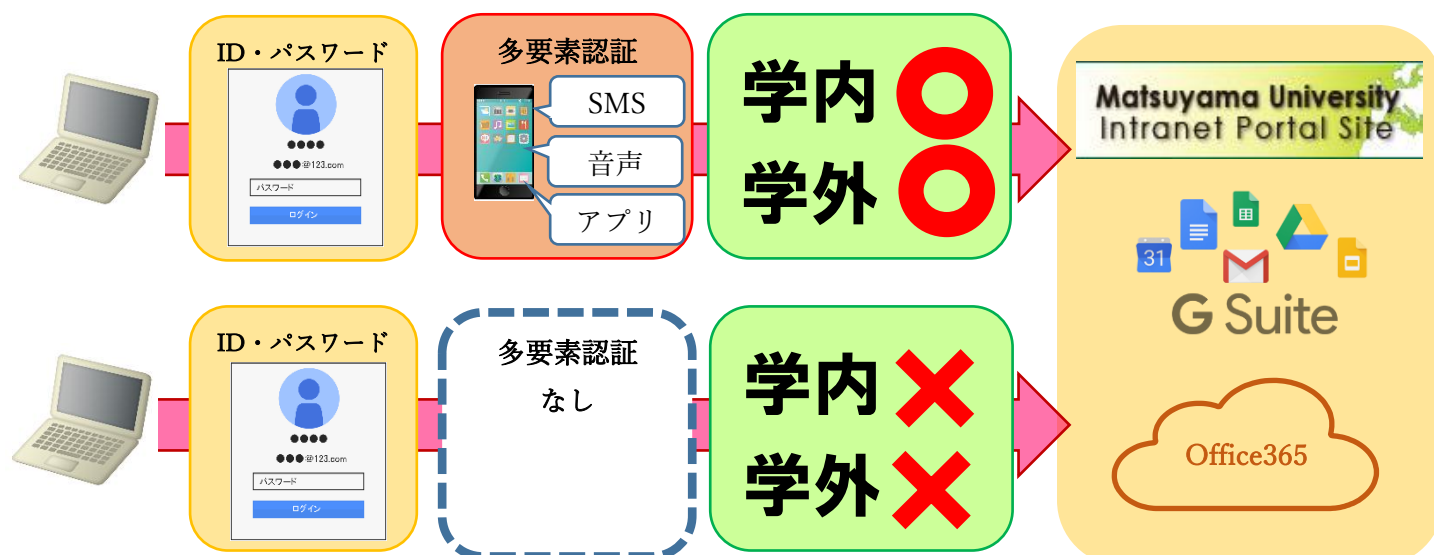 ID・パスワード
●●●●
●●●@123.com
パスワード
ログイン
多要素認証
SMS
音声
アプリ
学内
学外
Matsuyama University
Intranet Portal Site
31
G Suite
Office365
ID・パスワード
●●●●
●●●@123.com
パスワード
ログイン
多要素認証
なし
学内
学外